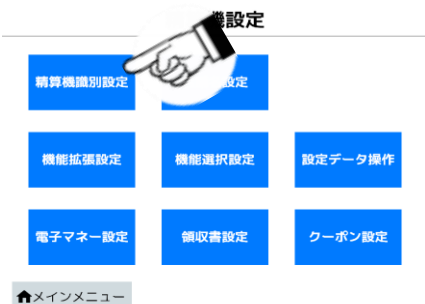 機設定
精算機識別設定
設定
機能拡張設定
機能選択設定
設定データ操作
電子マネー設定
領収書設定
クーポン設定
メインメニュー